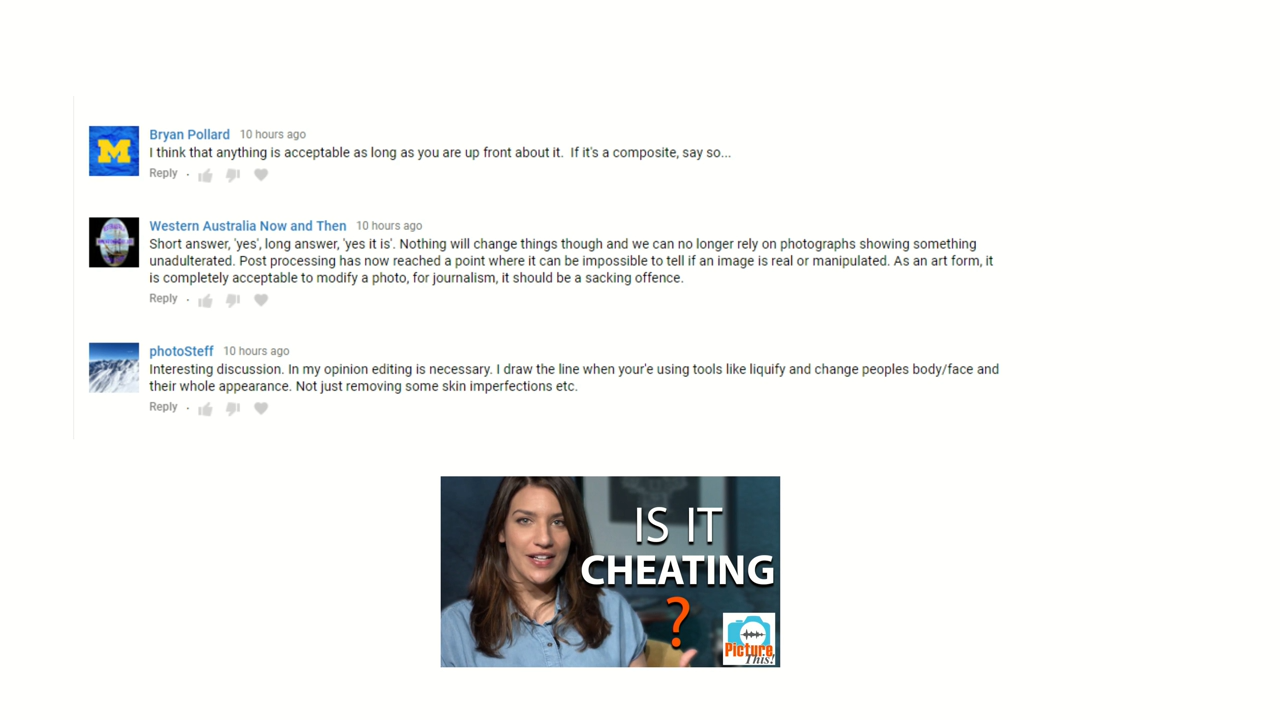 Bryan Pollard 10 hours ago
I think that anything is acceptable as long as you are up front about it.  If it's a composite, say so...
Reply ·
Western Australia Now and Then 10 hours ago
Short answer, 'yes', long answer, 'yes it is'. Nothing will change things though and we can no longer rely on photographs showing something
unadulterated. Post processing has now reached a point where it can be impossible to tell if an image is real or manipulated. As an art form, it
is completely acceptable to modify a photo, for journalism, it should be a sacking offence.
Reply ·
photoSteff 10 hours ago
Interesting discussion. In my opinion editing is necessary. I draw the line when your'e using tools like liquify and change peoples body/face and
their whole appearance. Not just removing some skin imperfections etc.
Reply ·
IS IT
CHEATING
?
Picture
This!